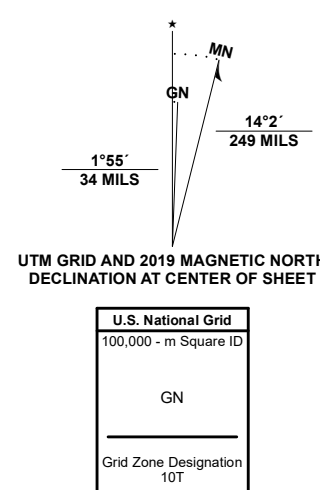 ★
MN
GN
14°2´
249 MILS
1°55´
34 MILS
UTM GRID AND 2019 MAGNETIC NORTH
DECLINATION AT CENTER OF SHEET
U.S. National Grid
100,000 - m Square ID
GN
Grid Zone Designation
10T